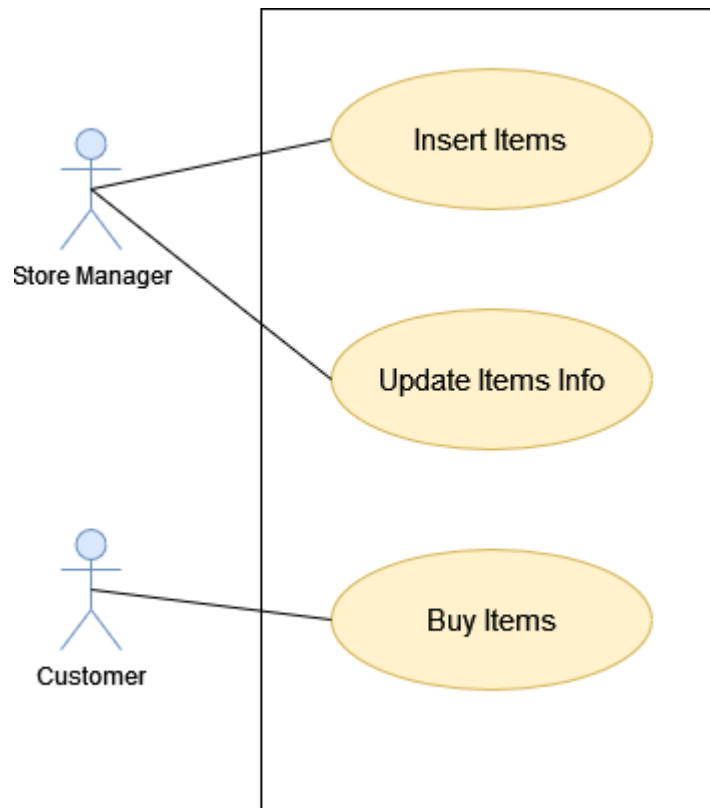 Insert Items
Store Manager
Update Items Info
Buy Items
Customer